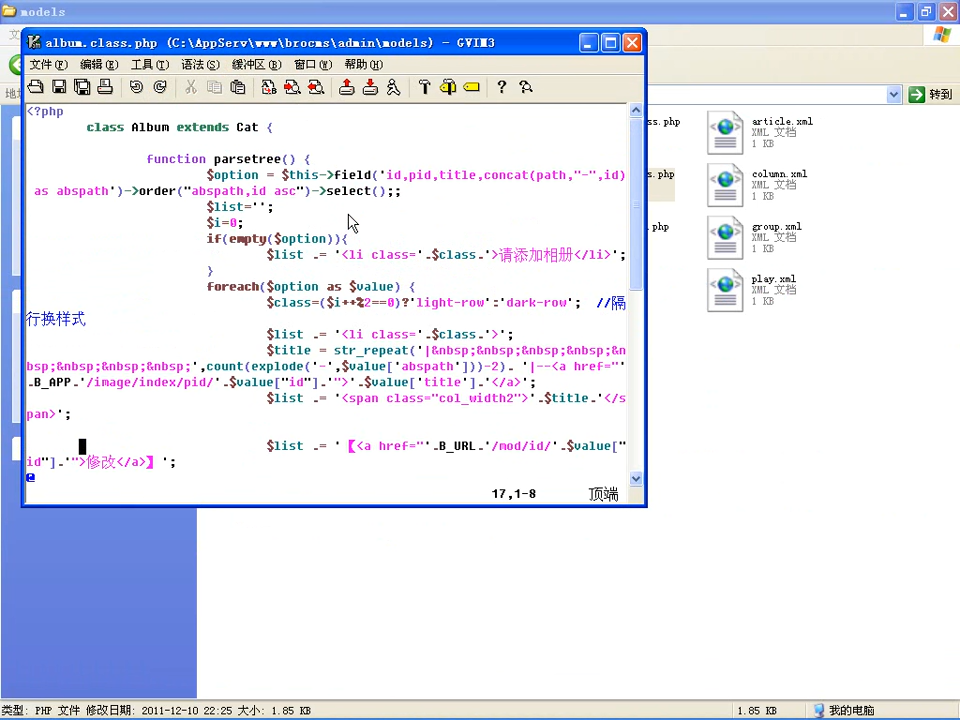 models
album.class.php (C:\AppServ\www\brocms\admin\models) - GVIM3
文件(F) 编辑(E) 工具(T) 语法(S) 缓冲区(B) 窗口(W) 帮助(H)
转到
<?php
class Album extends Cat {
function parsetree() {
$option = $this->field('id,pid,title,concat(path,"-",id)
as abspath')->order("abspath,id asc")->select();;
$list='';
$i=0;
if(empty($option)){
$list .= '<li class='.$class.'>请添加相册</li>';
}
foreach($option as $value) {
$class=($i++%2==0)?'light-row':'dark-row';  //隔
行换样式
$list .= '<li class='.$class.'>';
$title = str_repeat('|&nbsp;&nbsp;&nbsp;&nbsp;&n
bsp;&nbsp;&nbsp;&nbsp;',count(explode('-',$value['abspath']))-2). '|--<a href="'
.B_APP.'/image/index/pid/'.$value["id"].'">'.$value['title'].'</a>';
$list .= '<span class="col_width2">'.$title.'</s
pan>';
$list .= '【<a href="'.B_URL.'/mod/id/'.$value["
id"].'">修改</a>】';
@
17,1-8 顶端
ss.php
s.php
.php
article.xml
XML 文档
1 KB
column.xml
XML 文档
1 KB
group.xml
XML 文档
1 KB
play.xml
XML 文档
1 KB
类型: PHP 文件 修改日期: 2011-12-10 22:25 大小: 1.85 KB
1.85 KB
我的电脑